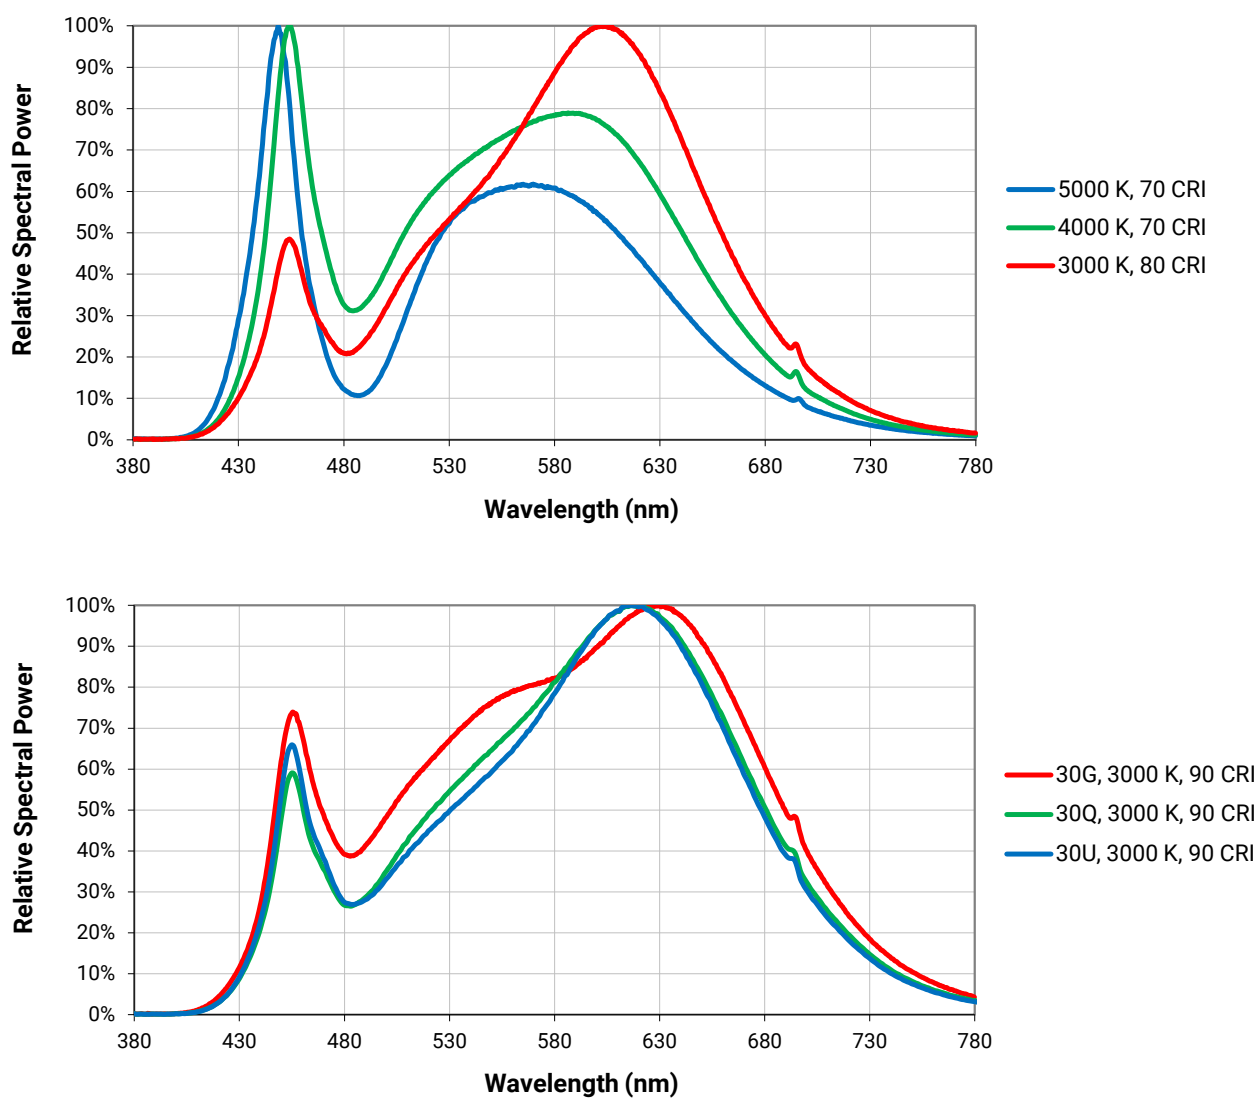 Relative Spectral Power
100%
90%
80%
70%
60%
50%
40%
30%
20%
10%
0%
380 430 480 530 580 630 680 730 780
Wavelength (nm)
5000 K, 70 CRI
4000 K, 70 CRI
3000 K, 80 CRI
Relative Spectral Power
100%
90%
80%
70%
60%
50%
40%
30%
20%
10%
0%
380 430 480 530 580 630 680 730 780
Wavelength (nm)
30G, 3000 K, 90 CRI
30Q, 3000 K, 90 CRI
30U, 3000 K, 90 CRI